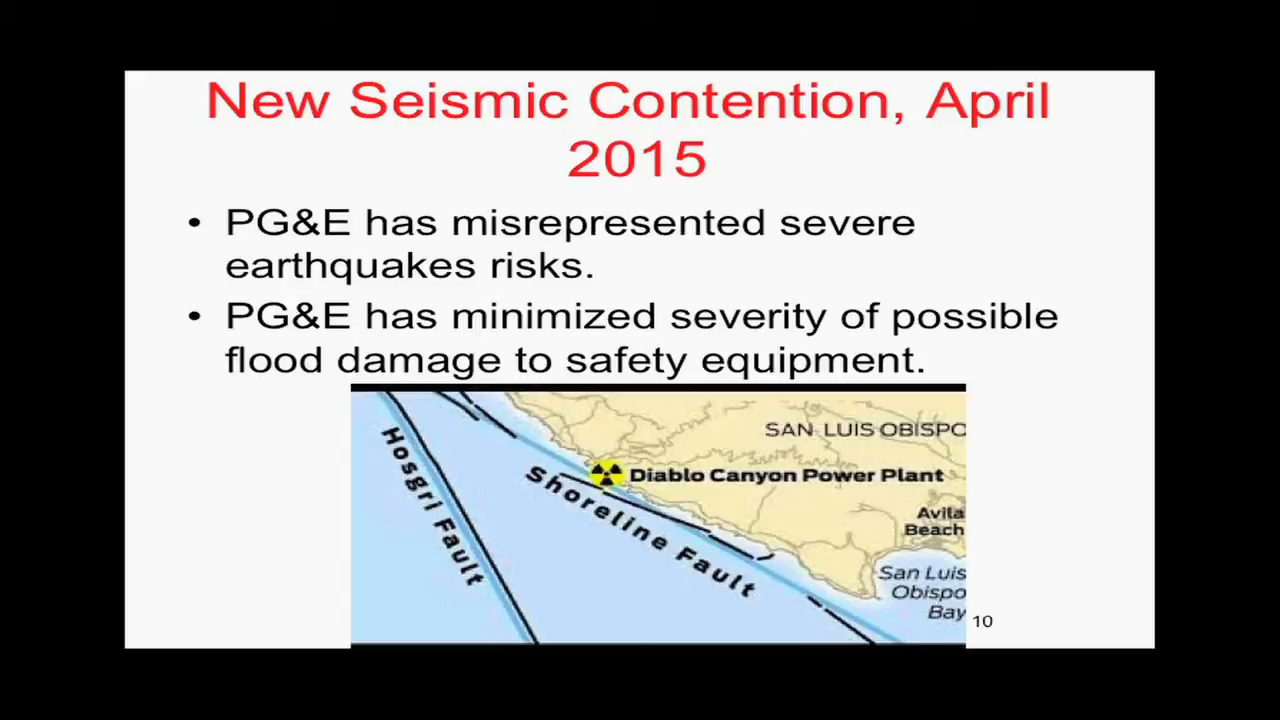 New Seismic Contention, April
2015
• PG&E has misrepresented severe
earthquakes risks.
• PG&E has minimized severity of possible
flood damage to safety equipment.
SAN LUIS OBISPO
Diablo Canyon Power Plant
Hosgri Fault
Shoreline Fault
Avila
Beach
San Luis
Obispo
Bay
10